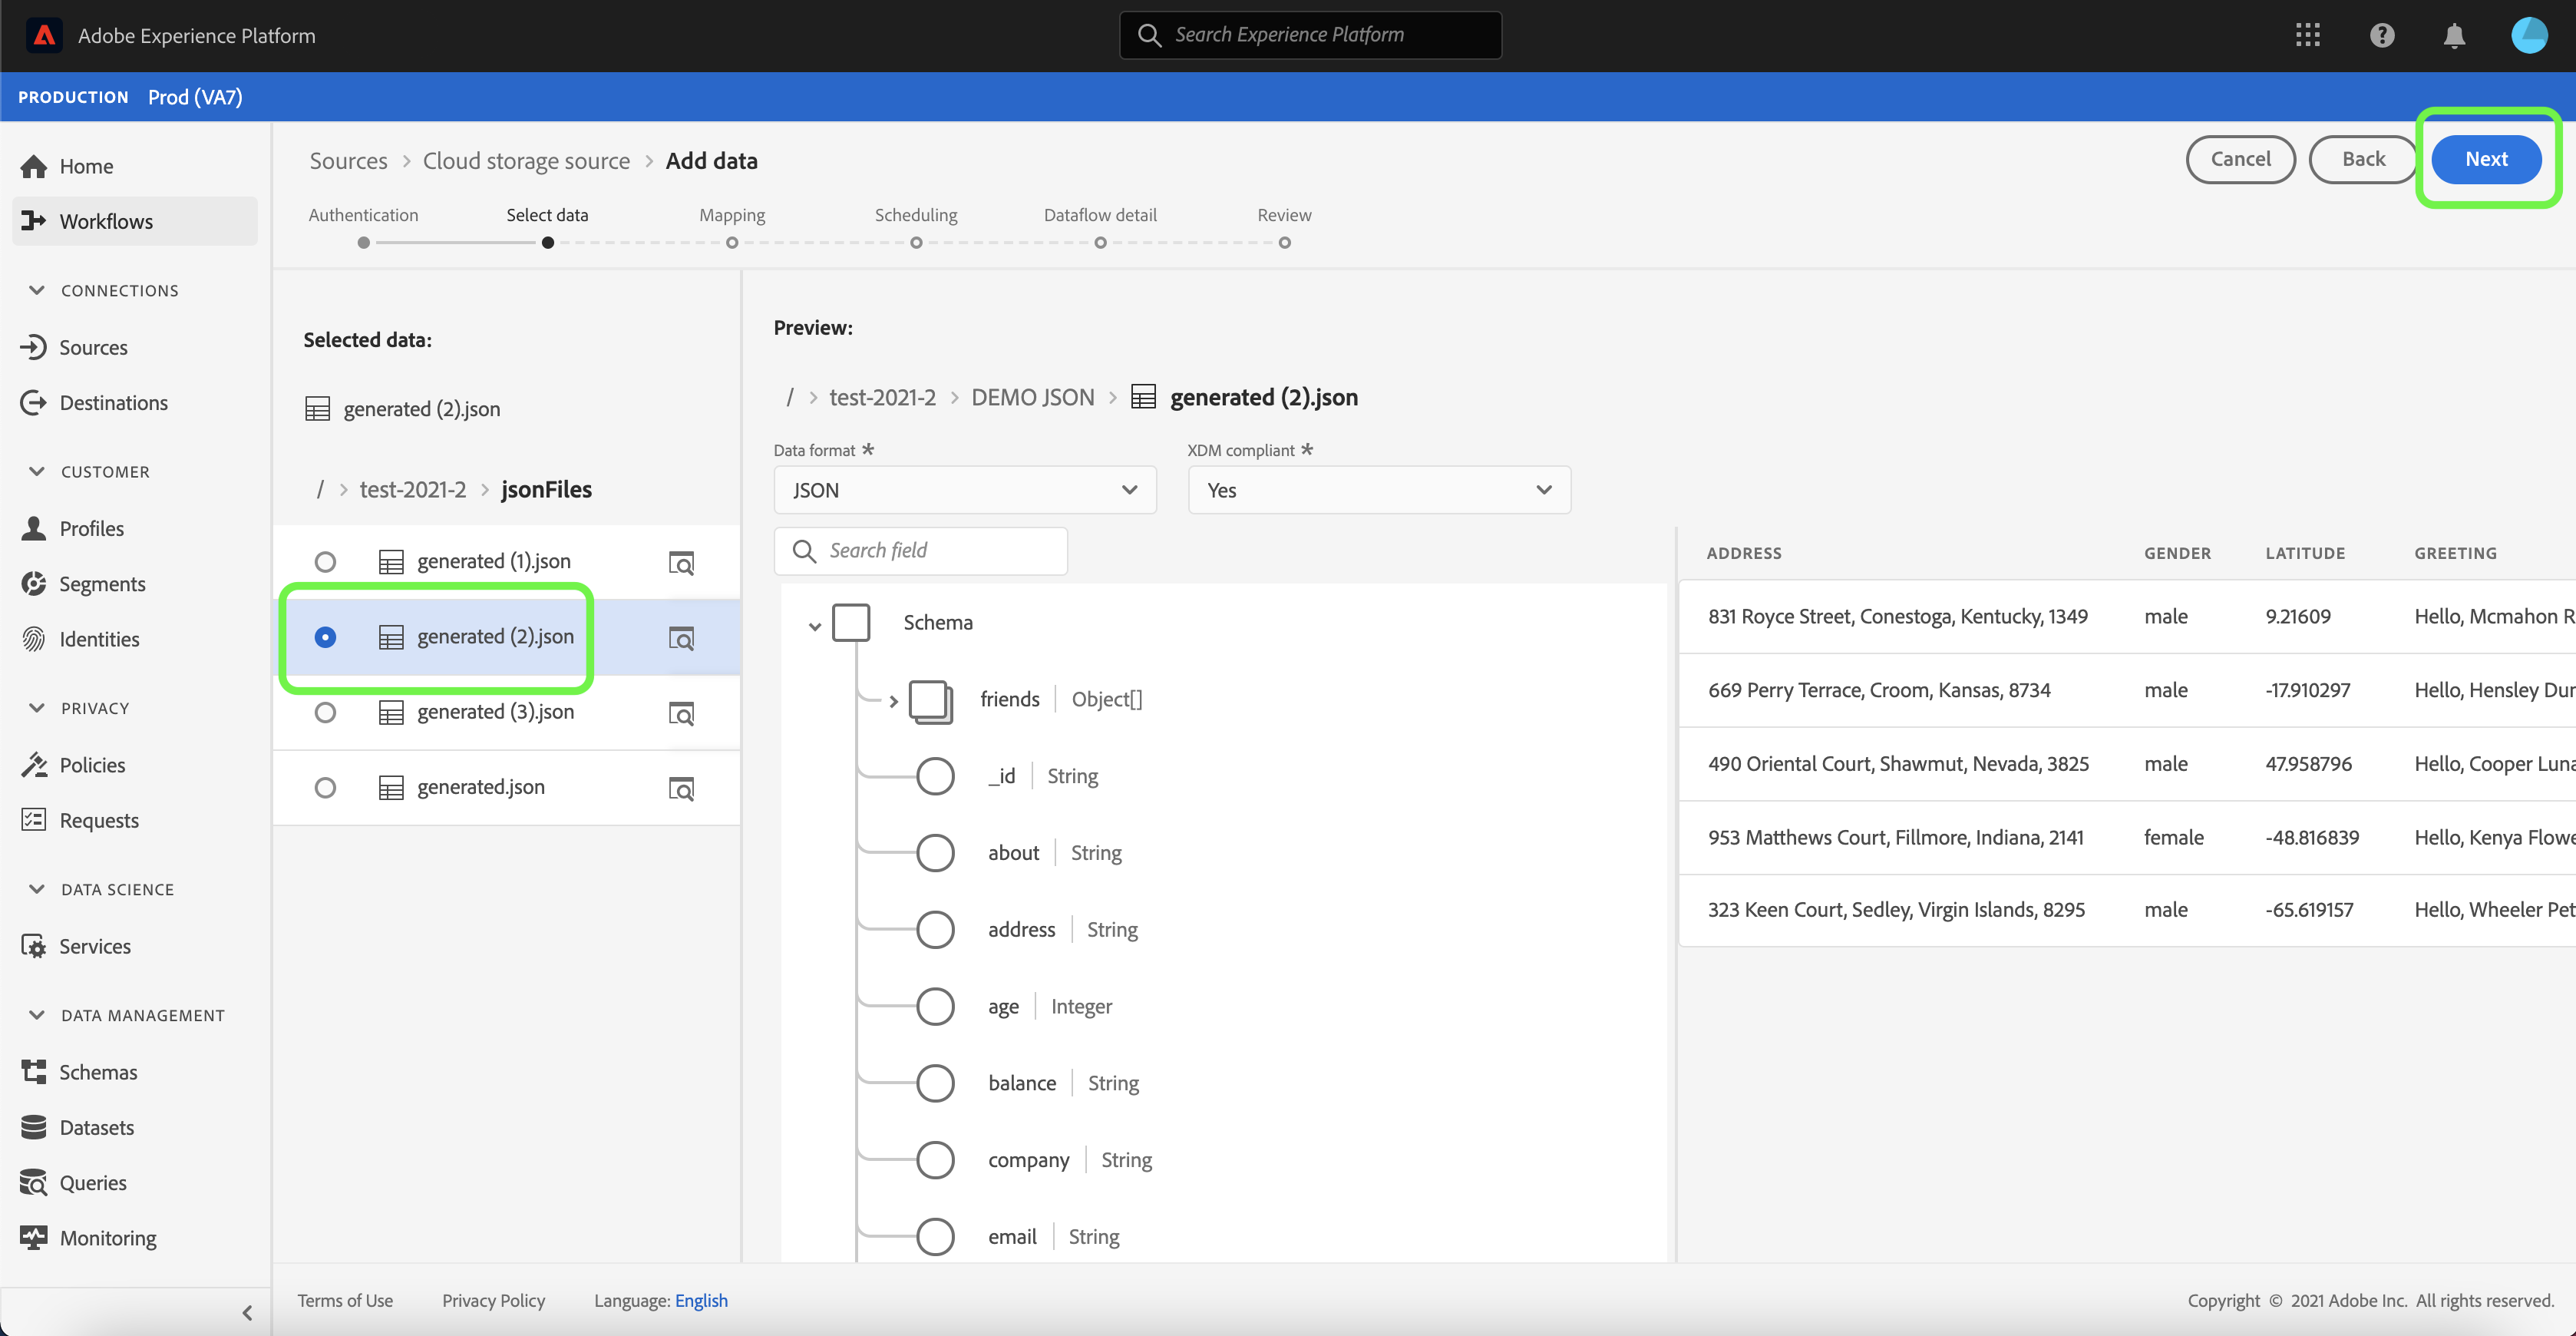 Adobe Experience Platform
Search Experience Platform
PRODUCTION Prod (VA7)
Home
Workflows
CONNECTIONS
Sources
Destinations
CUSTOMER
Profiles
Segments
Identities
PRIVACY
Policies
Requests
DATA SCIENCE
Services
DATA MANAGEMENT
Schemas
Datasets
Queries
Monitoring
Sources > Cloud storage source > Add data
Cancel Back Next
Authentication Select data Mapping Scheduling Dataflow detail Review
Selected data:
generated (2).json
/ > test-2021-2 > jsonFiles
generated (1).json
generated (2).json
generated (3).json
generated.json
Preview:
/ > test-2021-2 > DEMO JSON > generated (2).json
Data format * XDM compliant *
JSON Yes
Search field
Schema
friends Object[]
_id String
about String
address String
age Integer
balance String
company String
email String
ADDRESS GENDER LATITUDE GREETING
831 Royce Street, Conestoga, Kentucky, 1349 male 9.21609 Hello, Mcmahon R
669 Perry Terrace, Croom, Kansas, 8734 male -17.910297 Hello, Hensley Dur
490 Oriental Court, Shawmut, Nevada, 3825 male 47.958796 Hello, Cooper Luna
953 Matthews Court, Fillmore, Indiana, 2141 female -48.816839 Hello, Kenya Flowe
323 Keen Court, Sedley, Virgin Islands, 8295 male -65.619157 Hello, Wheeler Pet
Terms of Use Privacy Policy Language: English Copyright © 2021 Adobe Inc. All rights reserved.